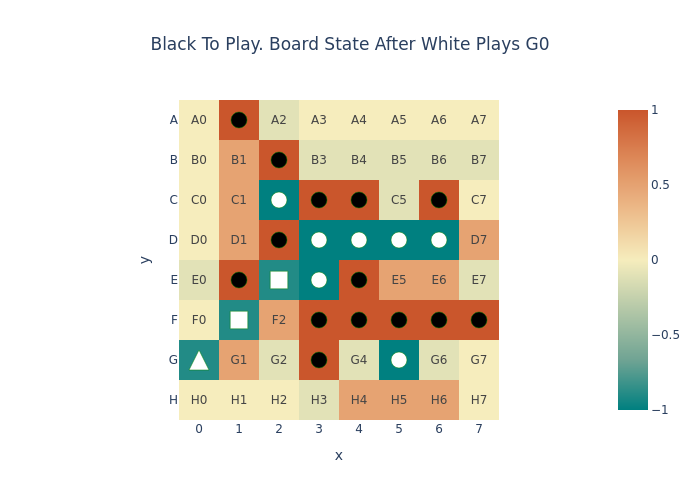 Black To Play. Board State After White Plays G0
A A0 A2 A3 A4 A5 A6 A7
B B0 B1 B3 B4 B5 B6 B7
C C0 C1 C5 C7
D D0 D1 D7
E E0 E5 E6 E7
F F0 F2
G G1 G2 G4 G6 G7
H H0 H1 H2 H3 H4 H5 H6 H7
0 1 2 3 4 5 6 7
x
y
1
0.5
0
−0.5
−1